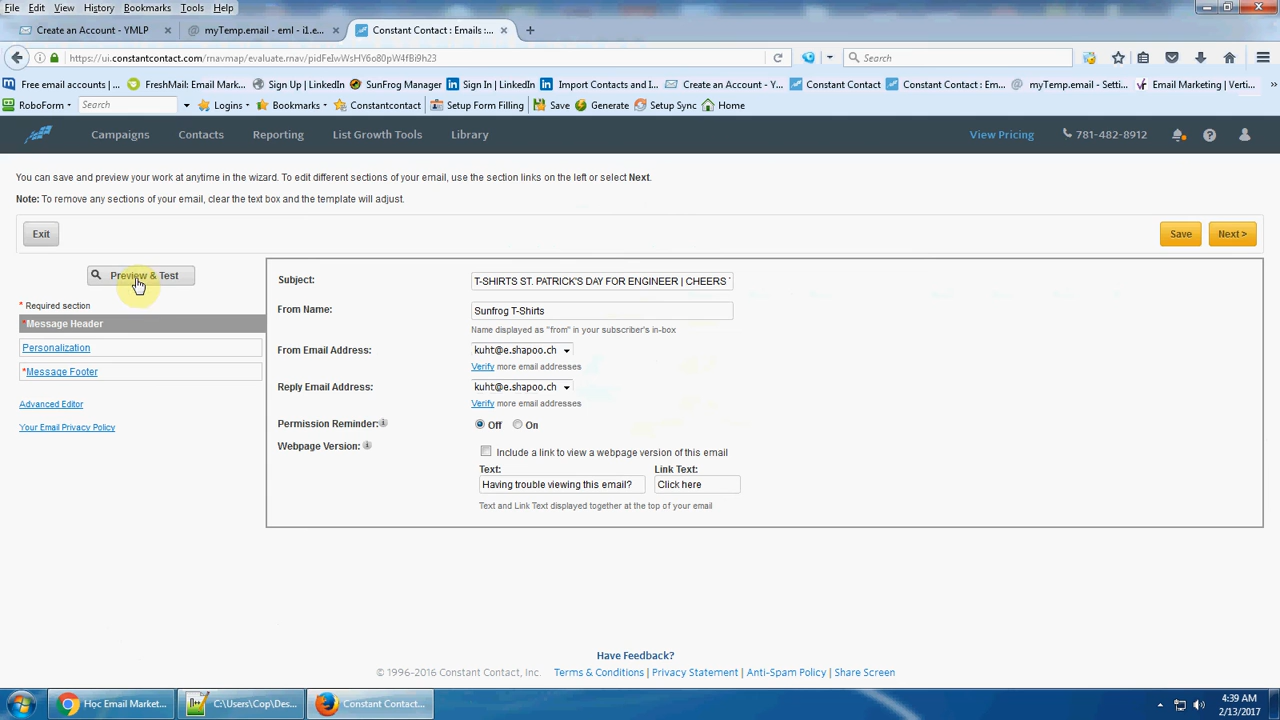 File Edit View History Bookmarks Tools Help
Create an Account - YMLP × myTemp.email - eml - i1.e... × Constant Contact : Emails :... × +
https://ui.constantcontact.com/rnavmap/evaluate.rnav/pidFeIwWsHY6o80pW4fBi9h23 Search
Free email accounts | ... FreshMail: Email Mar... Sign Up | LinkedIn SunFrog Manager Sign In | LinkedIn Import Contacts and I... Create an Account - ... Constant Contact Constant Contact : E... myTemp.email - Setti... Email Marketing | Verti... »
RoboForm Search Logins Bookmarks Constantcontact Setup Form Filling Save Generate Setup Sync Home
Campaigns Contacts Reporting List Growth Tools Library View Pricing 781-482-8912
You can save and preview your work at anytime in the wizard. To edit different sections of your email, use the section links on the left or select Next.
Note: To remove any sections of your email, clear the text box and the template will adjust.
Exit Save Next >
Preview & Test
* Required section
*Message Header
Personalization
*Message Footer
Advanced Editor
Your Email Privacy Policy
Subject: T-SHIRTS ST. PATRICK'S DAY FOR ENGINEER | CHEERS
From Name: Sunfrog T-Shirts
Name displayed as "from" in your subscriber's in-box
From Email Address: kuht@e.shapoo.ch
Verify more email addresses
Reply Email Address: kuht@e.shapoo.ch
Verify more email addresses
Permission Reminder: Off On
Webpage Version:
Include a link to view a webpage version of this email
Text: Link Text:
Having trouble viewing this email? Click here
Text and Link Text displayed together at the top of your email
Have Feedback?
© 1996-2016 Constant Contact, Inc. Terms & Conditions | Privacy Statement | Anti-Spam Policy | Share Screen
Hoc Email Market... C:\Users\Cop\Des... Constant Contact...
4:39 AM
2/13/2017